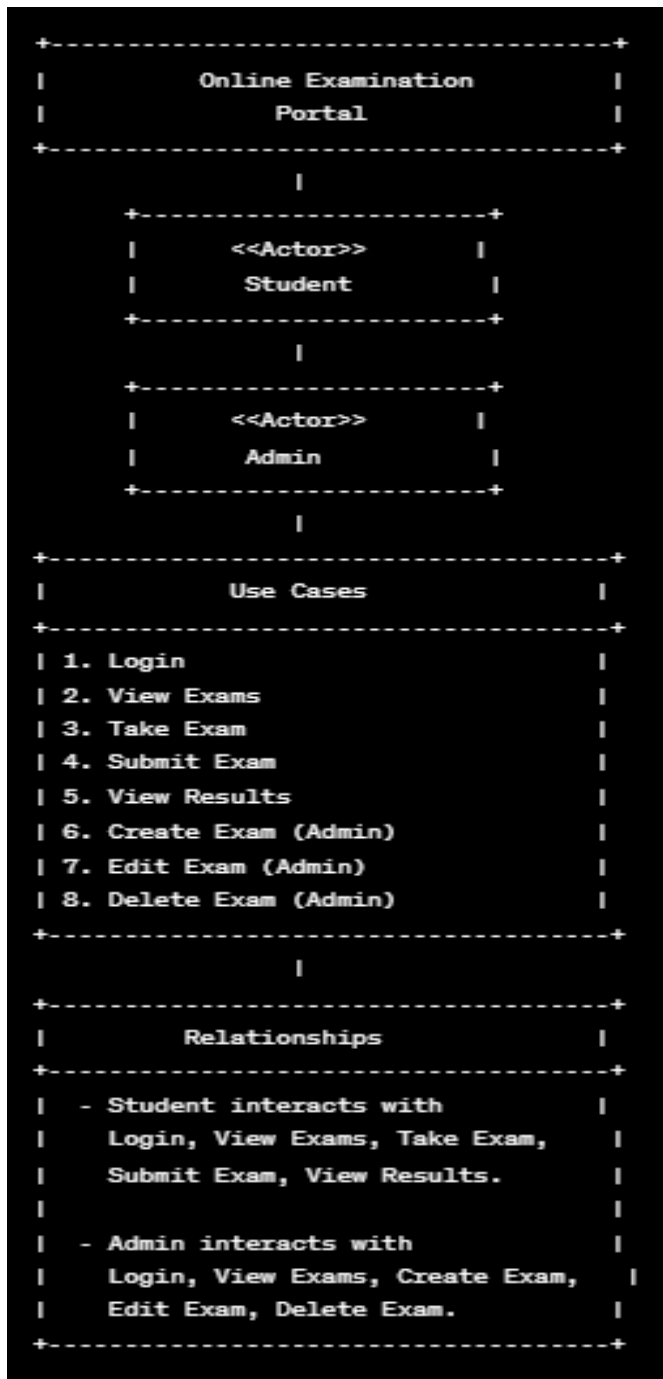 Online Examination
Portal
<<Actor>>
Student
<<Actor>>
Admin
Use Cases
1. Login
2. View Exams
3. Take Exam
4. Submit Exam
5. View Results
6. Create Exam (Admin)
7. Edit Exam (Admin)
8. Delete Exam (Admin)
Relationships
- Student interacts with
Login, View Exams, Take Exam,
Submit Exam, View Results.
- Admin interacts with
Login, View Exams, Create Exam,
Edit Exam, Delete Exam.